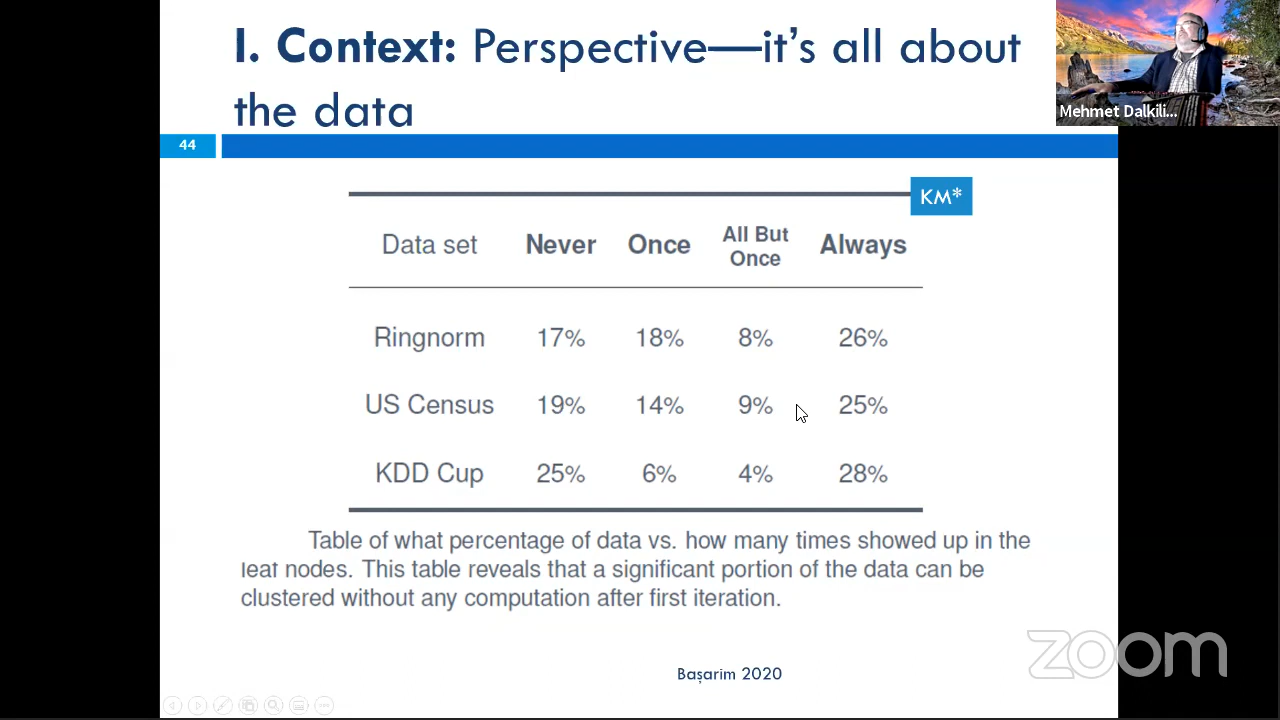 I. Context: Perspective—it's all about
the data
Mehmet Dalkili...
44
KM*
Data set Never Once All But Once Always
Ringnorm 17% 18% 8% 26%
US Census 19% 14% 9% 25%
KDD Cup 25% 6% 4% 28%
Table of what percentage of data vs. how many times showed up in the
leaf nodes. This table reveals that a significant portion of the data can be
clustered without any computation after first iteration.
zoom
Başarim 2020